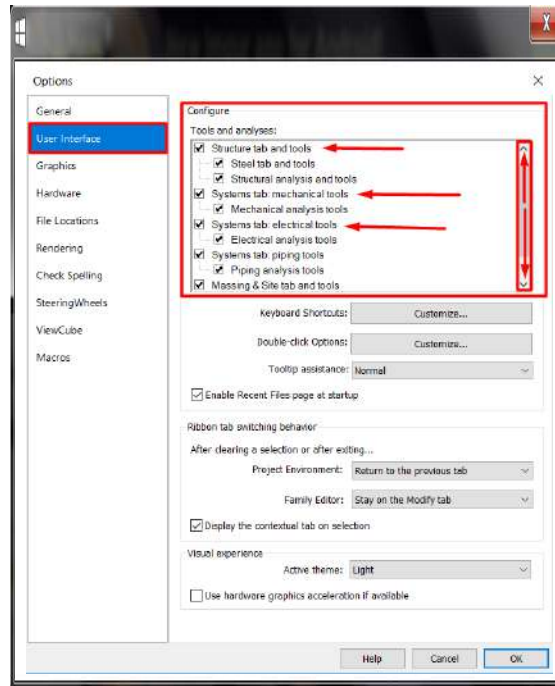 X
Options
General
User Interface
Graphics
Hardware
File Locations
Rendering
Check Spelling
SteeringWheels
ViewCube
Macros
Configure
Tools and analyses:
Structure tab and tools
Steel tab and tools
Structural analysis and tools
Systems tab: mechanical tools
Mechanical analysis tools
Systems tab: electrical tools
Electrical analysis tools
Systems tab: piping tools
Piping analysis tools
Massing & Site tab and tools
Keyboard Shortcuts: Customize...
Double-click Options: Customize...
Tooltip assistance: Normal
Enable Recent Files page at startup
Ribbon tab switching behavior
After clearing a selection or after exiting...
Project Environment: Return to the previous tab
Family Editor: Stay on the Modify tab
Display the contextual tab on selection
Visual experience
Active theme: Light
Use hardware graphics acceleration if available
Help Cancel OK